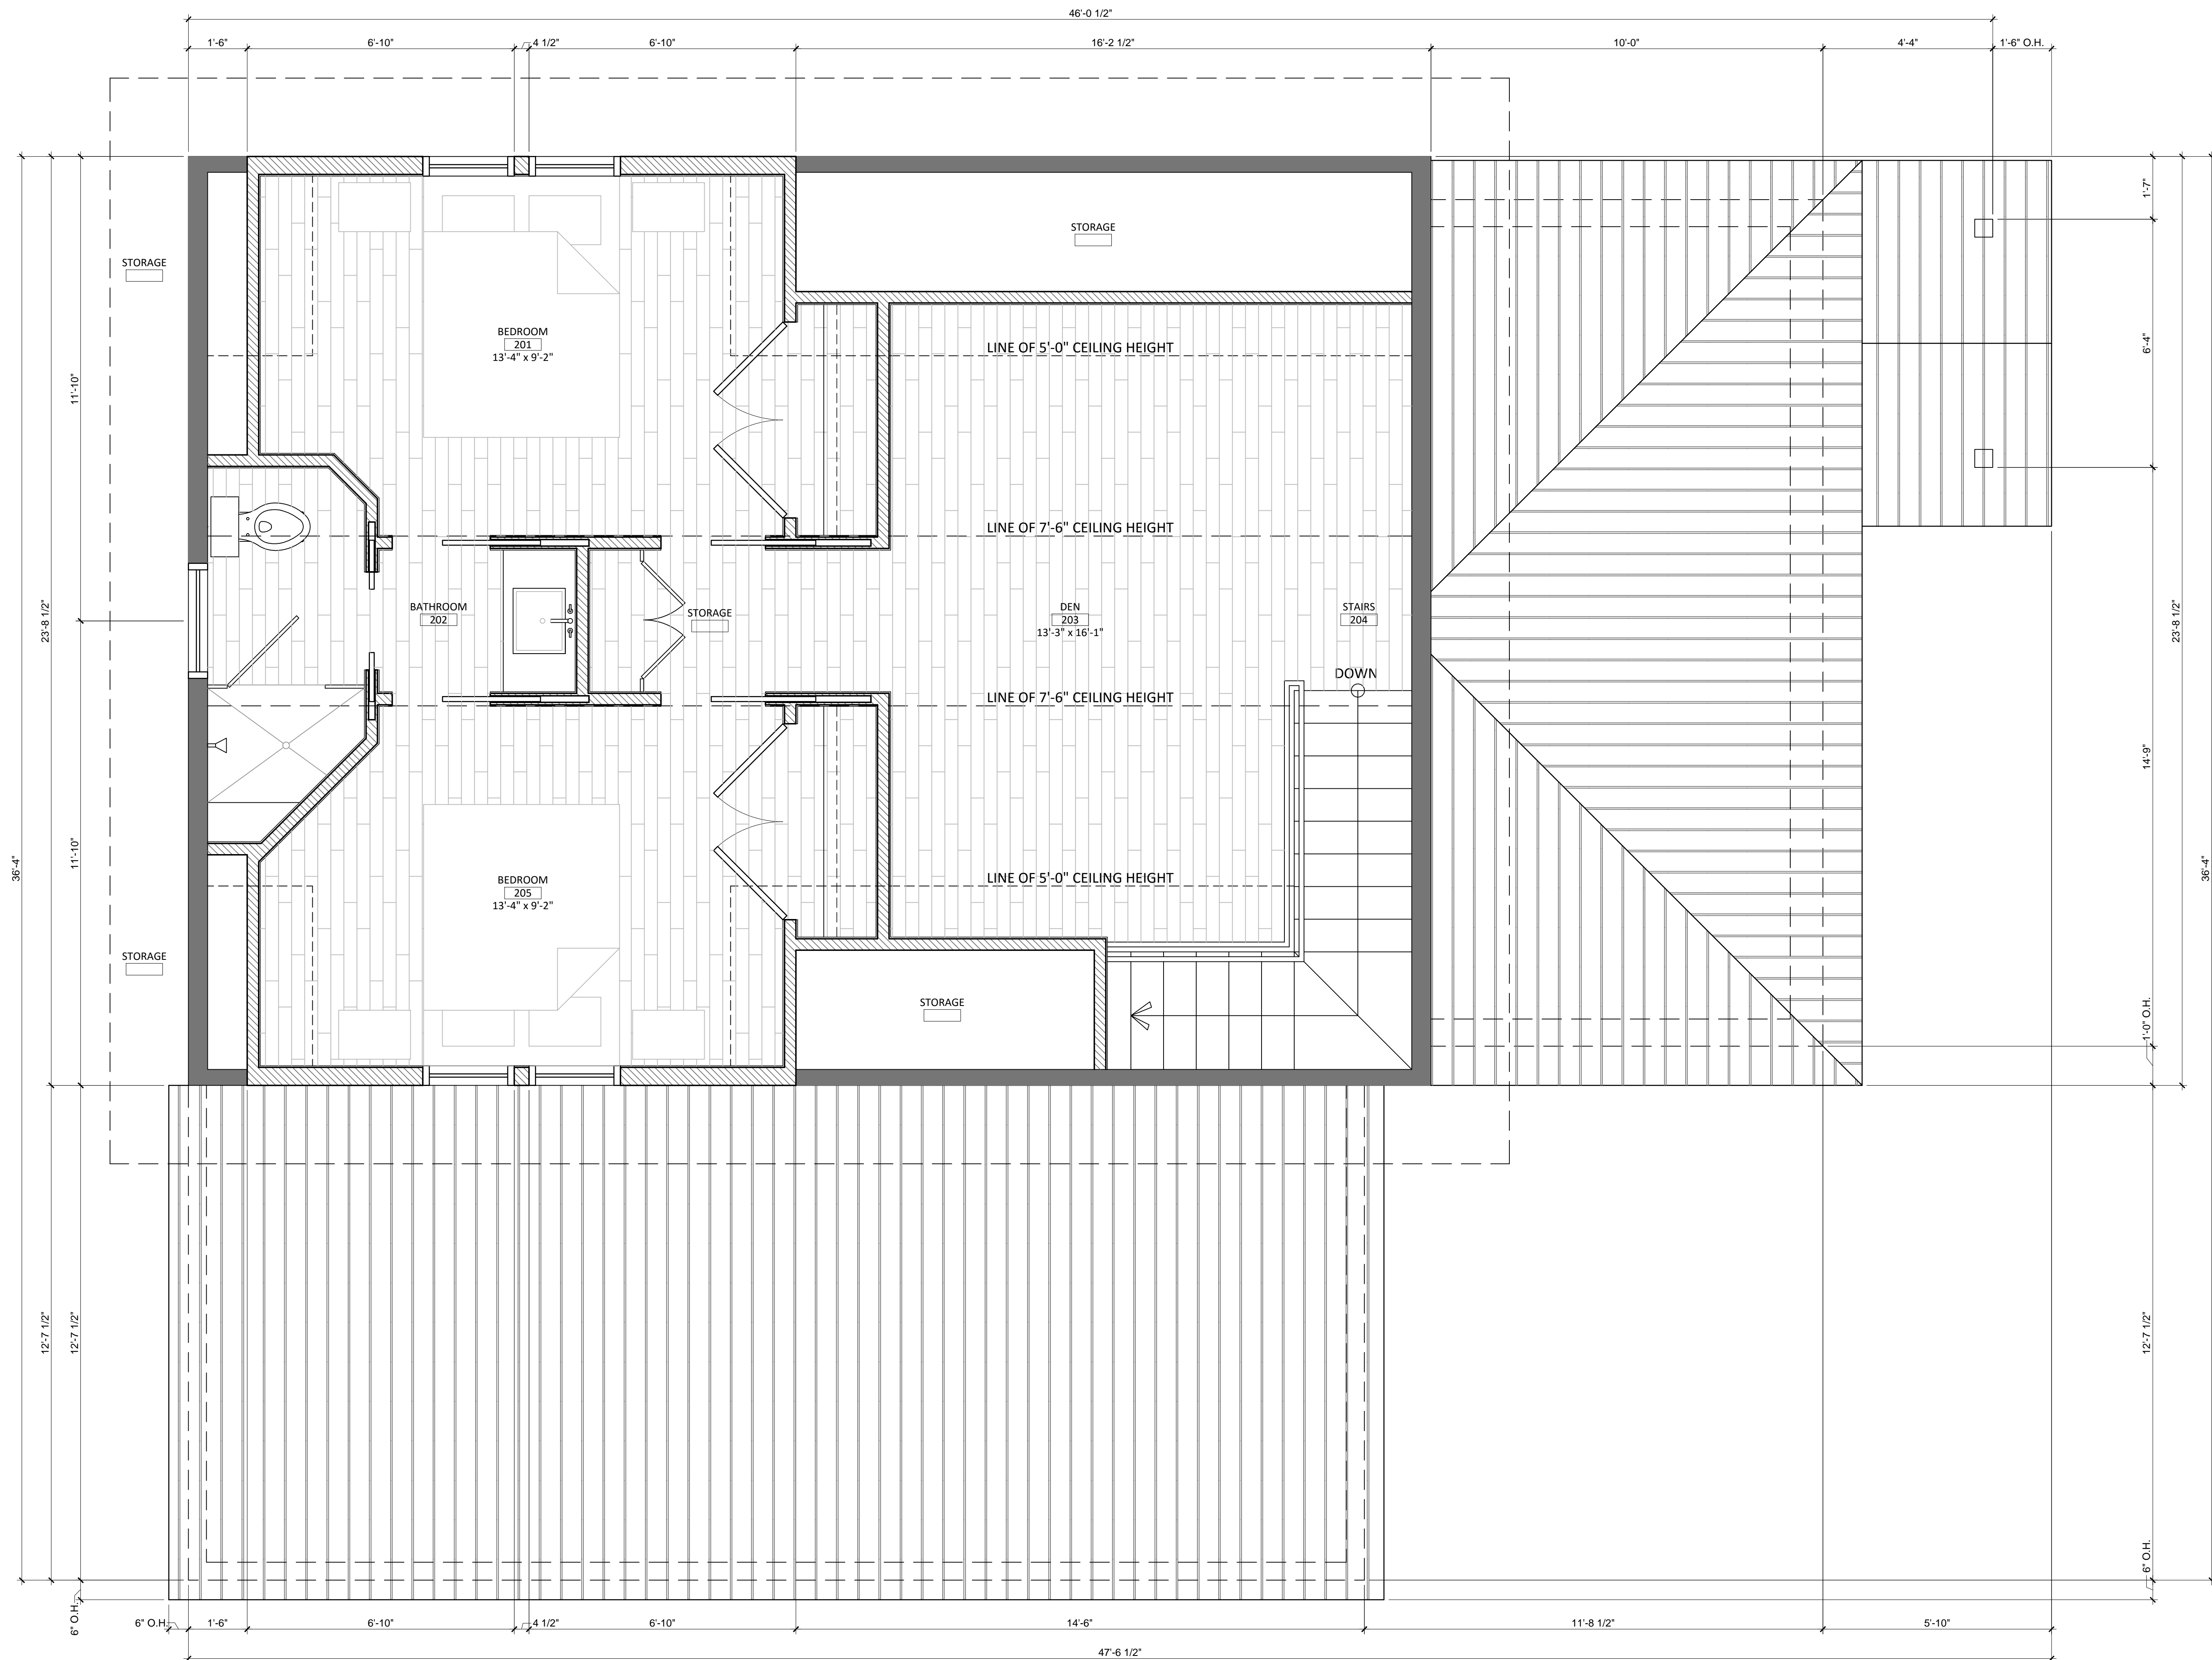 46'-0 1/2"
1'-6"
6'-10"
4 1/2"
6'-10"
16'-2 1/2"
10'-0"
4'-4"
1'-6" O.H.
STORAGE
STORAGE
BEDROOM
201
13'-4" x 9'-2"
LINE OF 5'-0" CEILING HEIGHT
LINE OF 7'-6" CEILING HEIGHT
BATHROOM
202
STORAGE
DEN
203
13'-3" x 16'-1"
STAIRS
204
DOWN
LINE OF 7'-6" CEILING HEIGHT
LINE OF 5'-0" CEILING HEIGHT
BEDROOM
205
13'-4" x 9'-2"
STORAGE
STORAGE
36'-4"
23'-8 1/2"
12'-7 1/2"
11'-10"
11'-10"
12'-7 1/2"
6" O.H.
1'-7"
6'-4"
14'-9"
1'-0" O.H.
12'-7 1/2"
6" O.H.
23'-8 1/2"
36'-4"
6" O.H.
1'-6"
6'-10"
4 1/2"
6'-10"
14'-6"
11'-8 1/2"
5'-10"
47'-6 1/2"